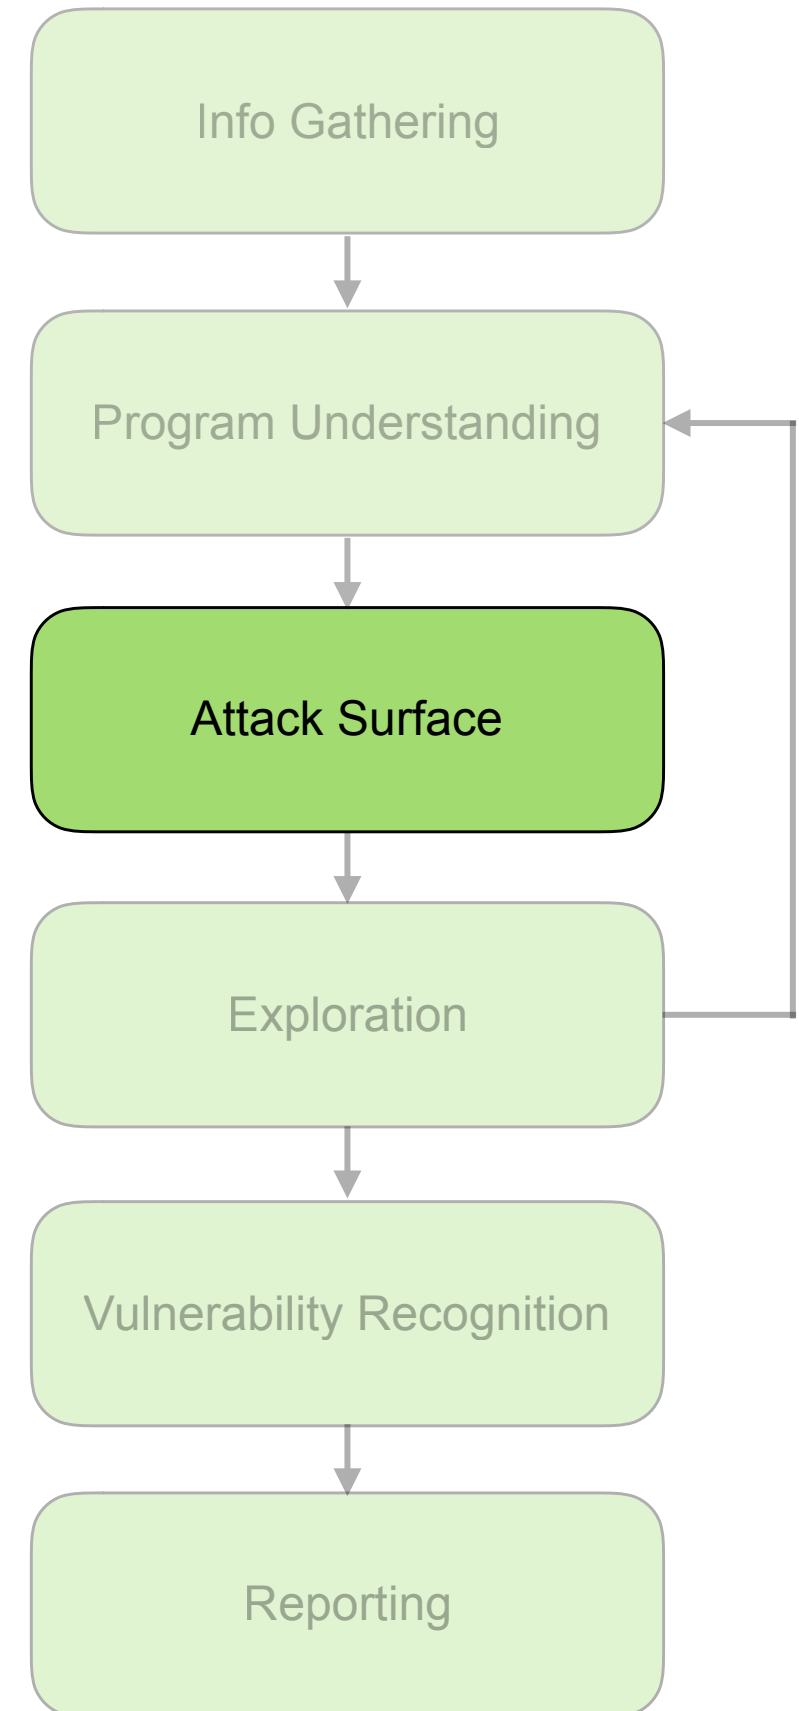 Info Gathering
Program Understanding
Attack Surface
Exploration
Vulnerability Recognition
Reporting